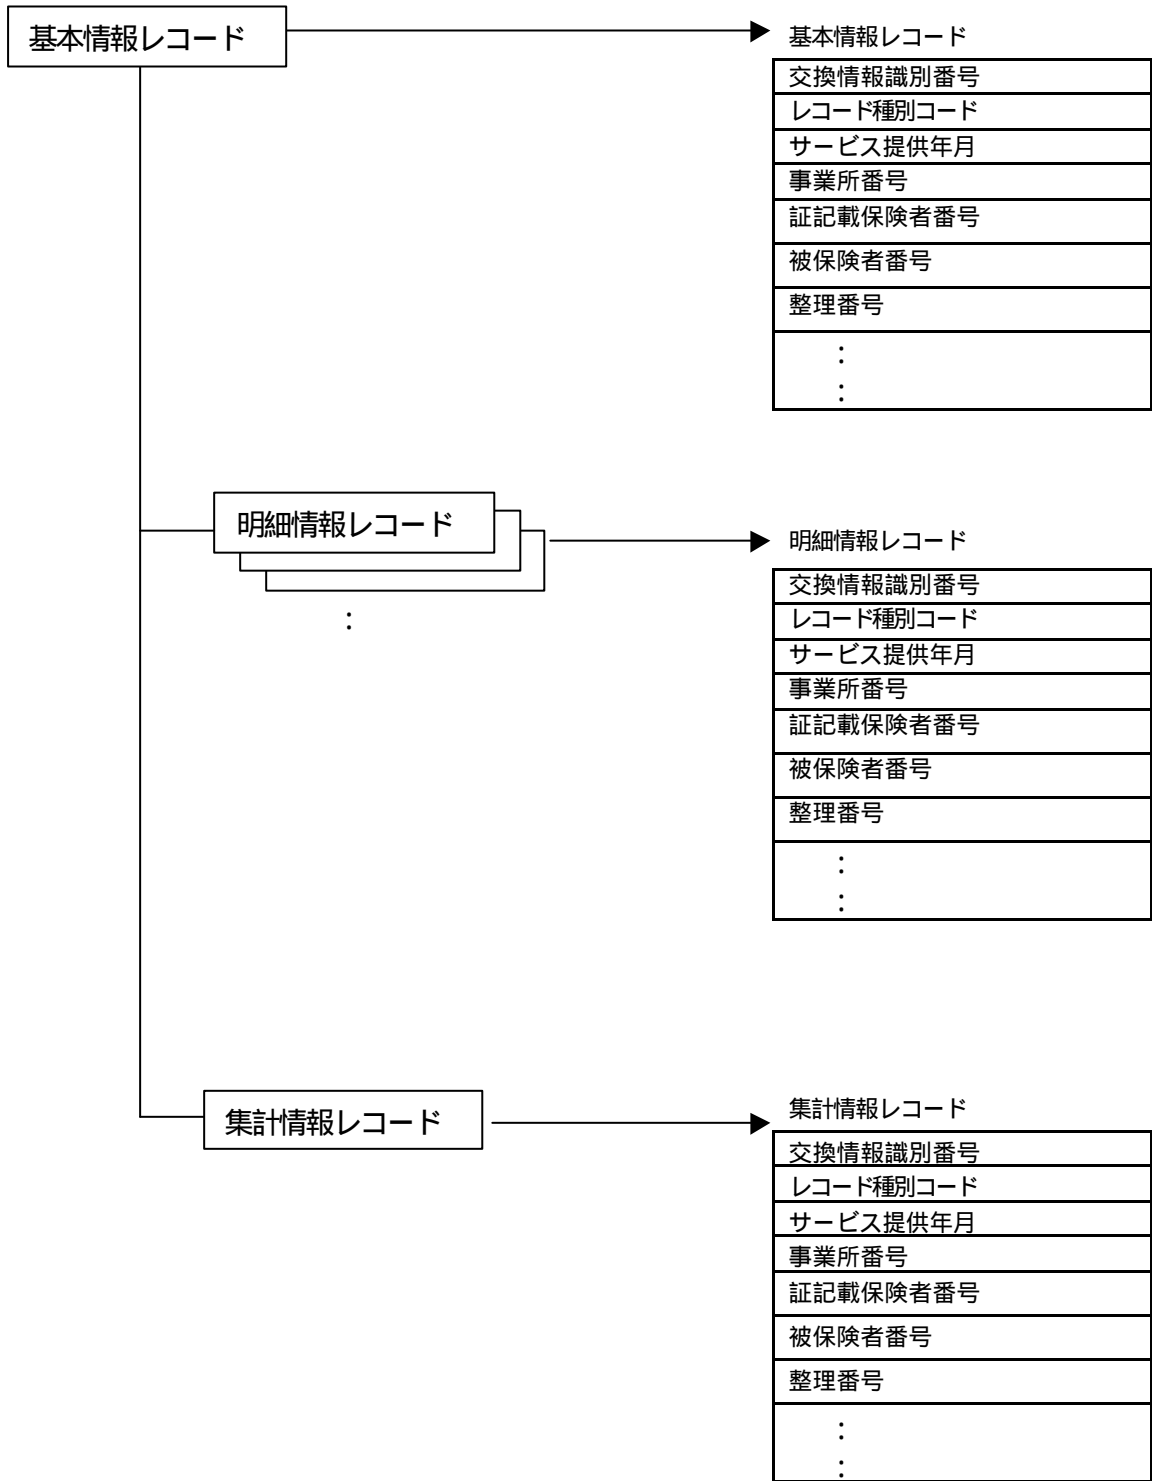 基本情報レコード
基本情報レコード
交換情報識別番号
レコード種別コード
サービス提供年月
事業所番号
証記載保険者番号
被保険者番号
整理番号
：
：
明細情報レコード
：
明細情報レコード
交換情報識別番号
レコード種別コード
サービス提供年月
事業所番号
証記載保険者番号
被保険者番号
整理番号
：
：
集計情報レコード
集計情報レコード
交換情報識別番号
レコード種別コード
サービス提供年月
事業所番号
証記載保険者番号
被保険者番号
整理番号
：
：